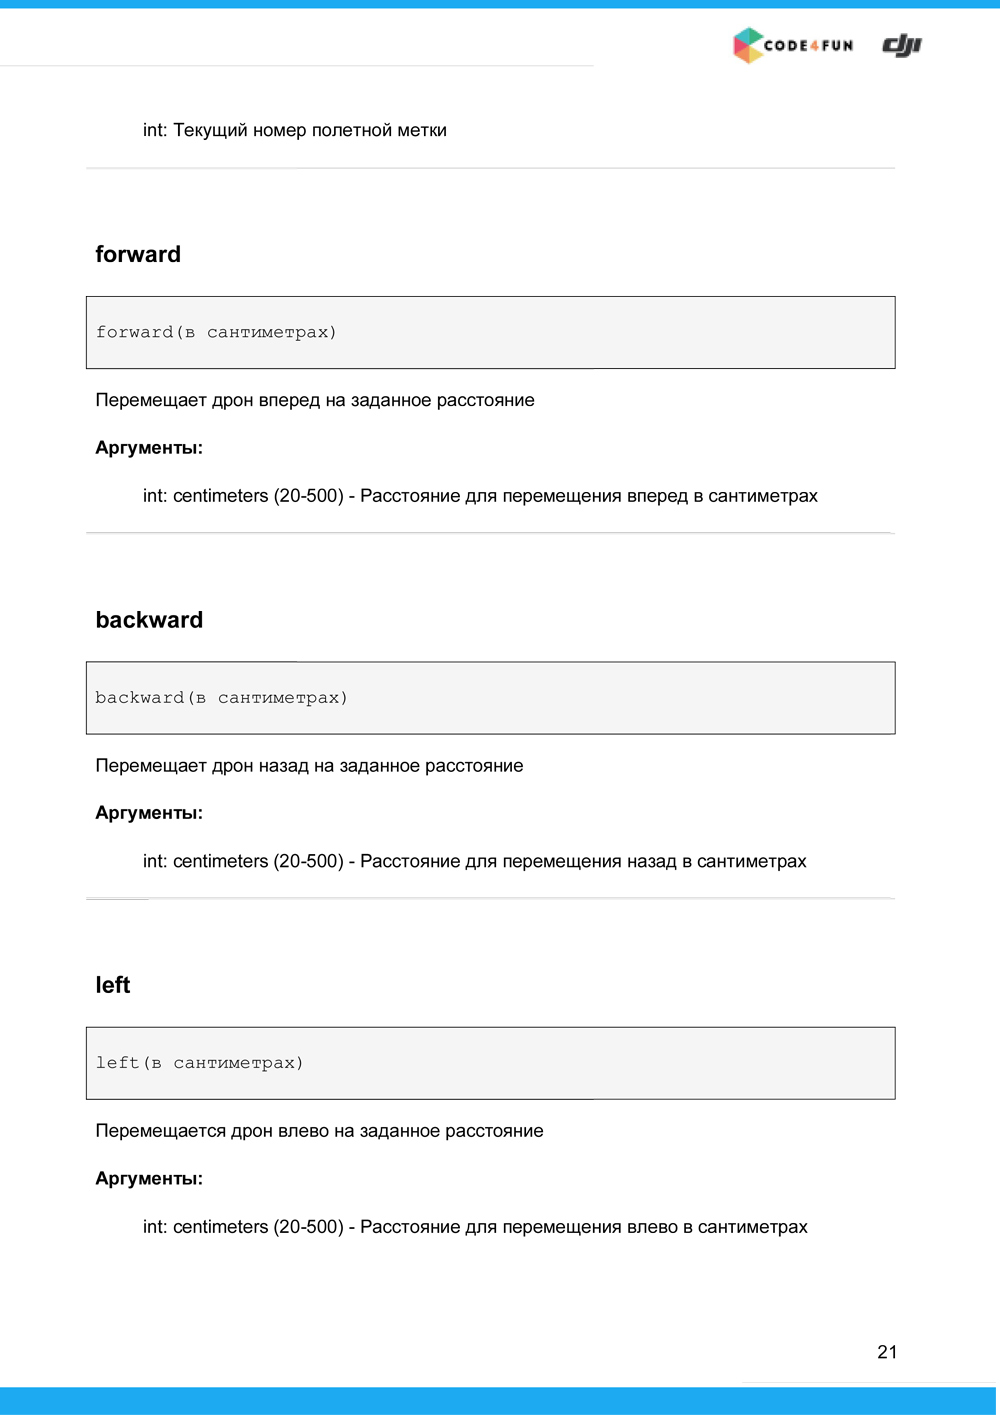 CODE4FUN dji
int: Текущий номер полетной метки
forward
forward(в сантиметрах)
Перемещает дрон вперед на заданное расстояние
Аргументы:
int: centimeters (20-500) - Расстояние для перемещения вперед в сантиметрах
backward
backward(в сантиметрах)
Перемещает дрон назад на заданное расстояние
Аргументы:
int: centimeters (20-500) - Расстояние для перемещения назад в сантиметрах
left
left(в сантиметрах)
Перемещается дрон влево на заданное расстояние
Аргументы:
int: centimeters (20-500) - Расстояние для перемещения влево в сантиметрах
21